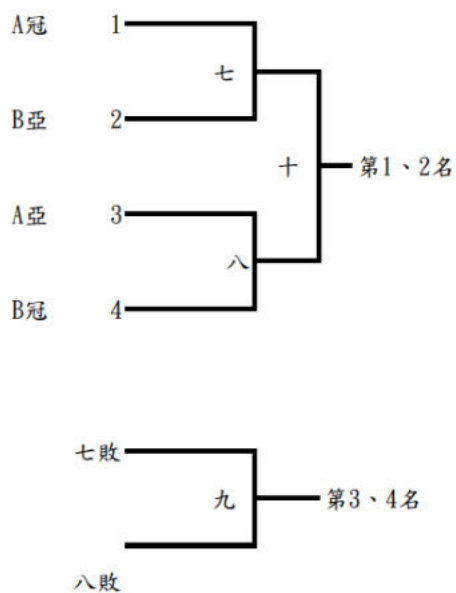 A冠 1
七
B亞 2
十 第1、2名
A亞 3
八
B冠 4
七敗
九 第3、4名
八敗